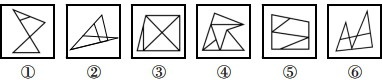 ① ② ③ ④ ⑤ ⑥